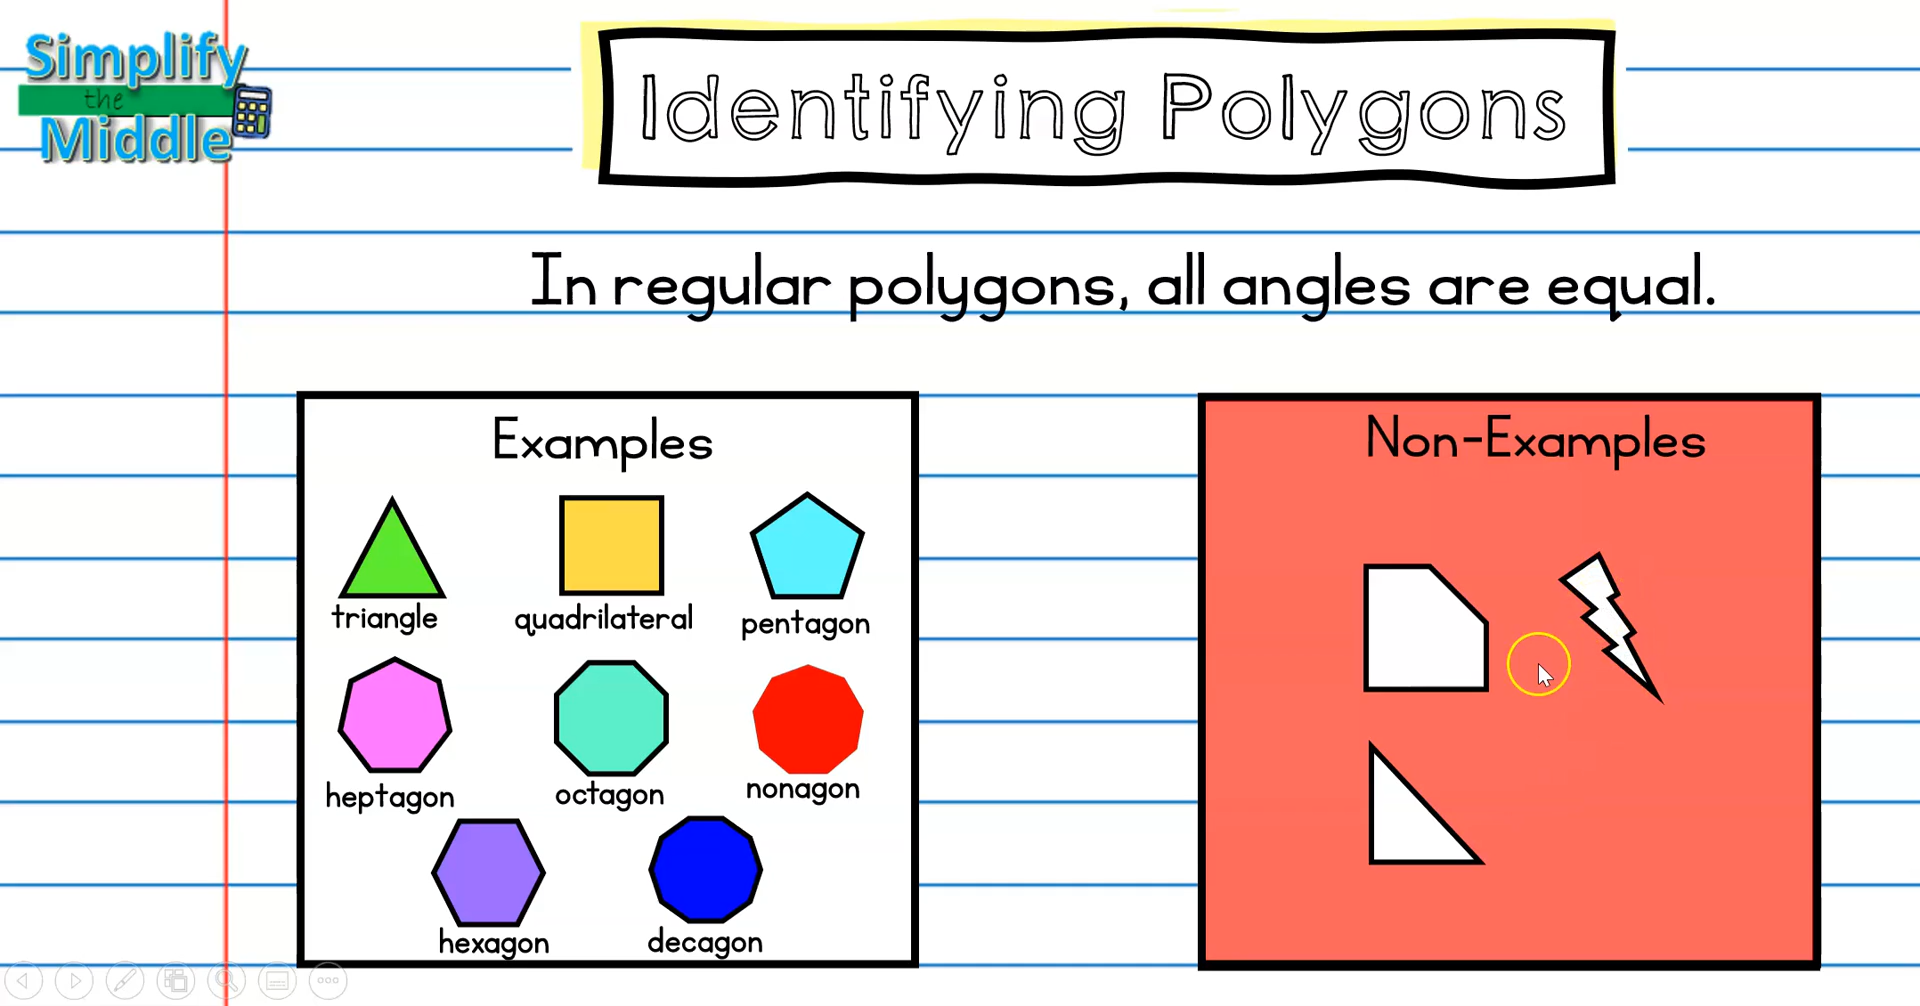 Simplify
the
Middle
Identifying Polygons
In regular polygons, all angles are equal.
Examples
triangle
quadrilateral
pentagon
heptagon
octagon
nonagon
hexagon
decagon
Non-Examples